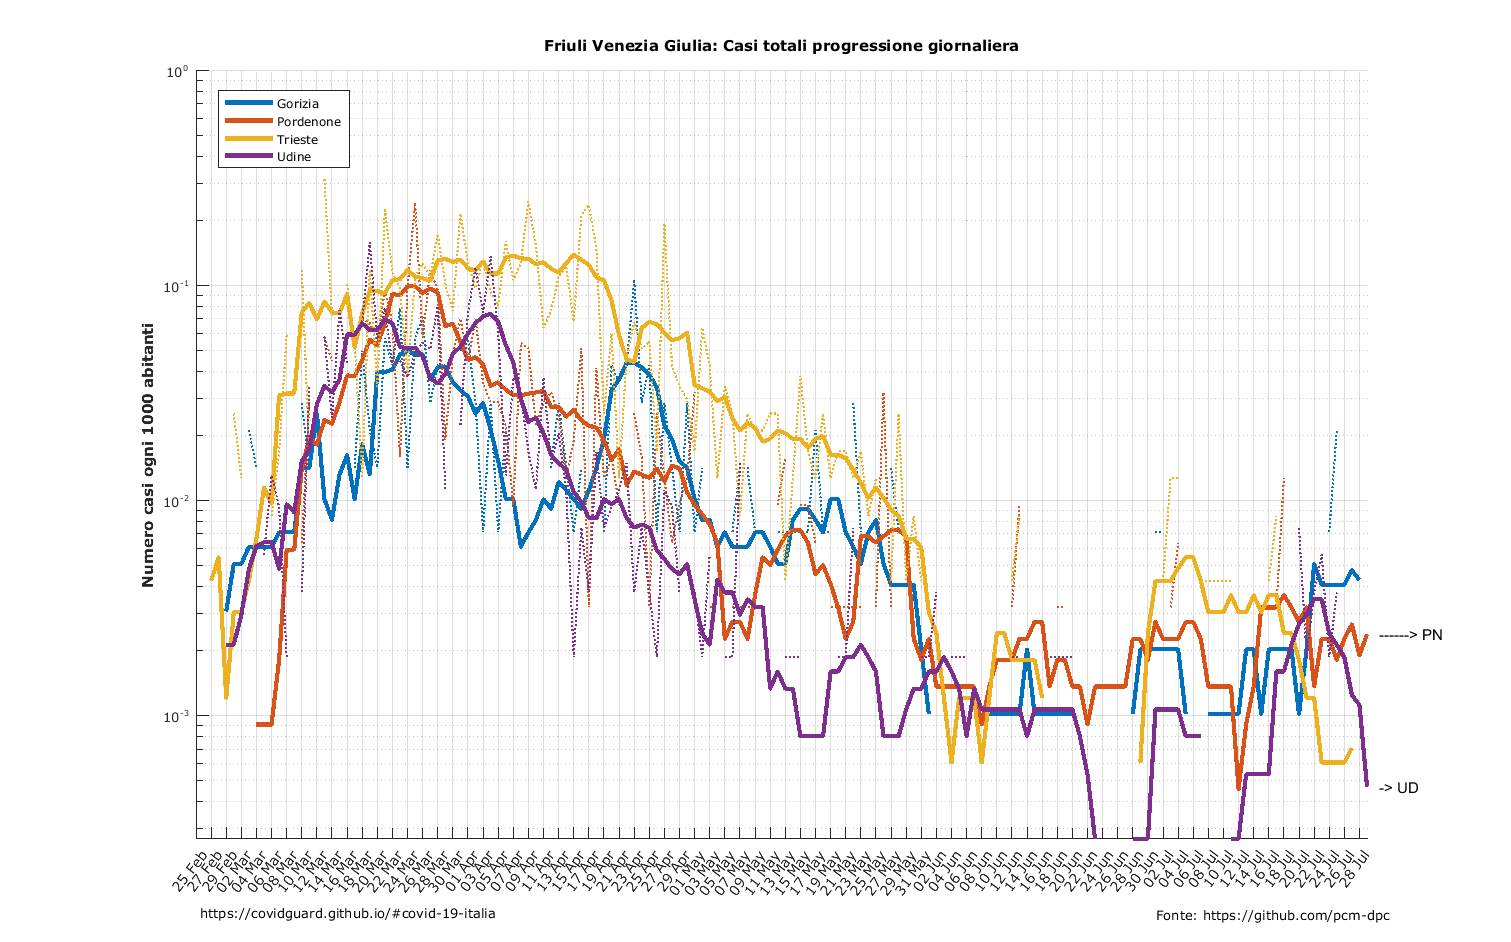 Friuli Venezia Giulia: Casi totali progressione giornaliera
Numero casi ogni 1000 abitanti
10⁰
10⁻¹
10⁻²
10⁻³
Gorizia
Pordenone
Trieste
Udine
------> PN
-> UD
25 Feb
27 Feb
29 Feb
02 Mar
04 Mar
06 Mar
08 Mar
10 Mar
12 Mar
14 Mar
16 Mar
18 Mar
20 Mar
22 Mar
24 Mar
26 Mar
28 Mar
30 Mar
01 Apr
03 Apr
05 Apr
07 Apr
09 Apr
11 Apr
13 Apr
15 Apr
17 Apr
19 Apr
21 Apr
23 Apr
25 Apr
27 Apr
29 Apr
01 May
03 May
05 May
07 May
09 May
11 May
13 May
15 May
17 May
19 May
21 May
23 May
25 May
27 May
29 May
31 May
02 Jun
04 Jun
06 Jun
08 Jun
10 Jun
12 Jun
14 Jun
16 Jun
18 Jun
20 Jun
22 Jun
24 Jun
26 Jun
28 Jun
30 Jun
02 Jul
04 Jul
06 Jul
08 Jul
10 Jul
12 Jul
14 Jul
16 Jul
18 Jul
20 Jul
22 Jul
24 Jul
26 Jul
28 Jul
https://covidguard.github.io/#covid-19-italia
Fonte: https://github.com/pcm-dpc